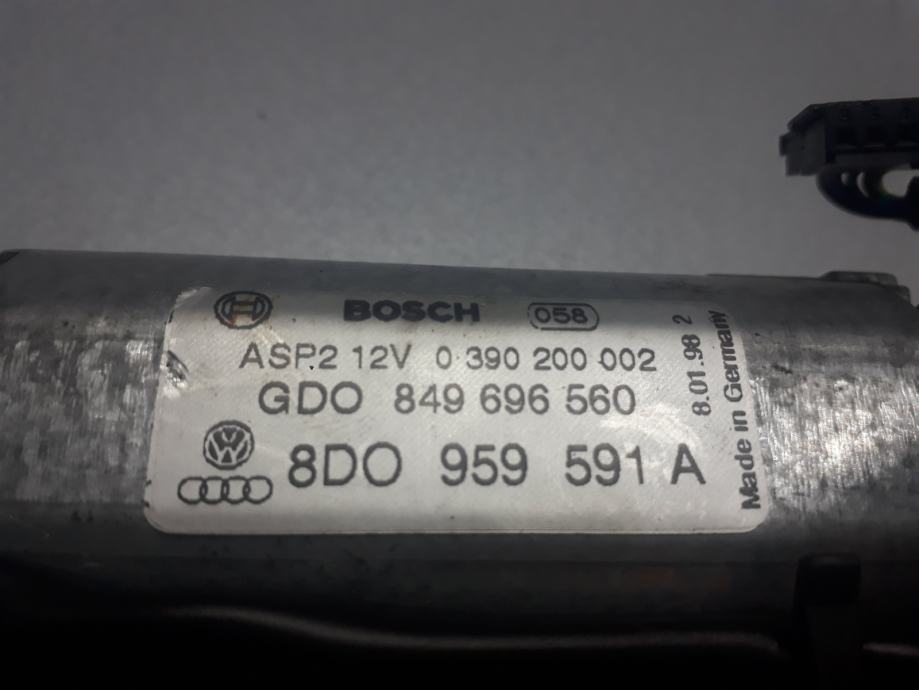 BOSCH 058
ASP2 12V 0 390 200 002
GDO 849 696 560
8DO 959 591 A
8.01.98 2
Made in Germany